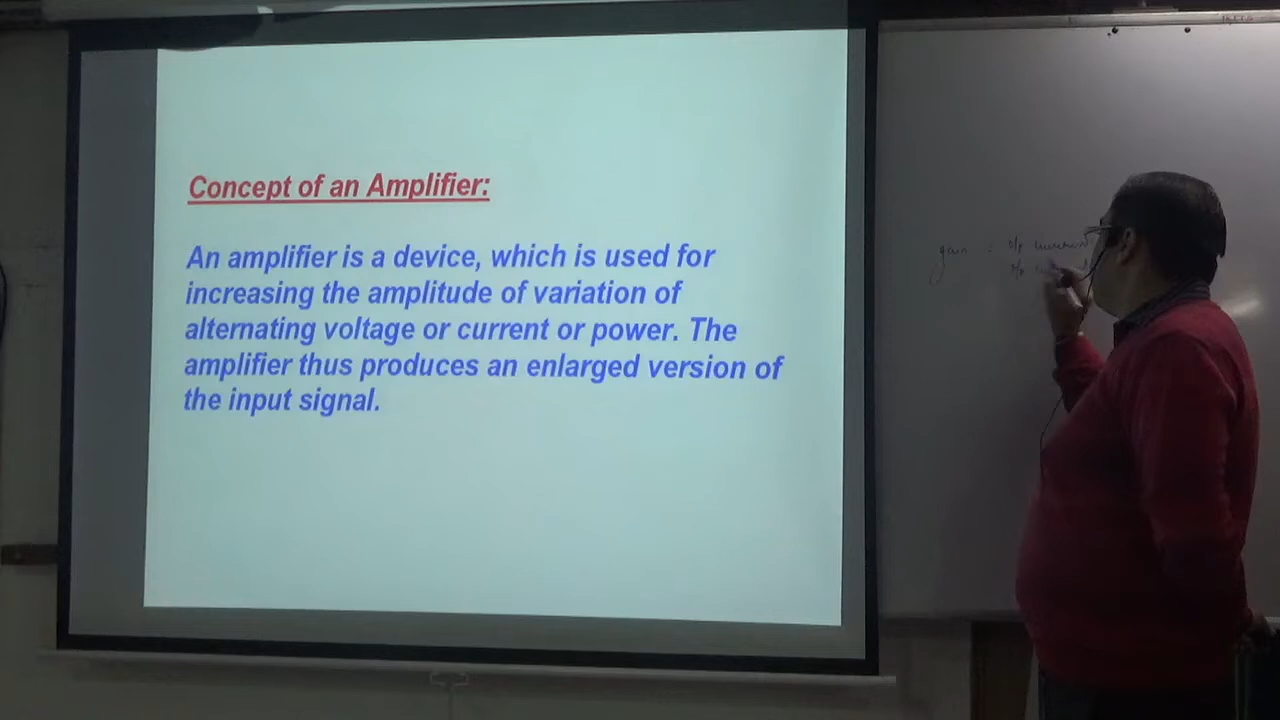 Concept of an Amplifier:
An amplifier is a device, which is used for
increasing the amplitude of variation of
alternating voltage or current or power. The
amplifier thus produces an enlarged version of
the input signal.
gain =